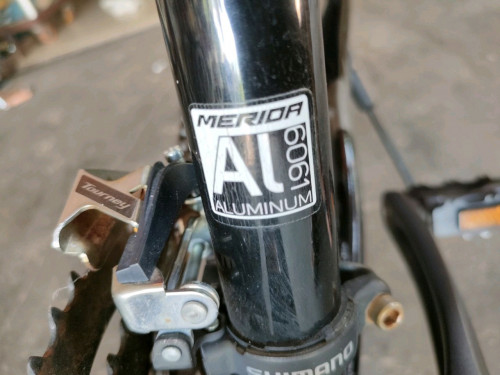 MERIDA
Al
6061
ALUMINUM
Tourney
SHIMANO